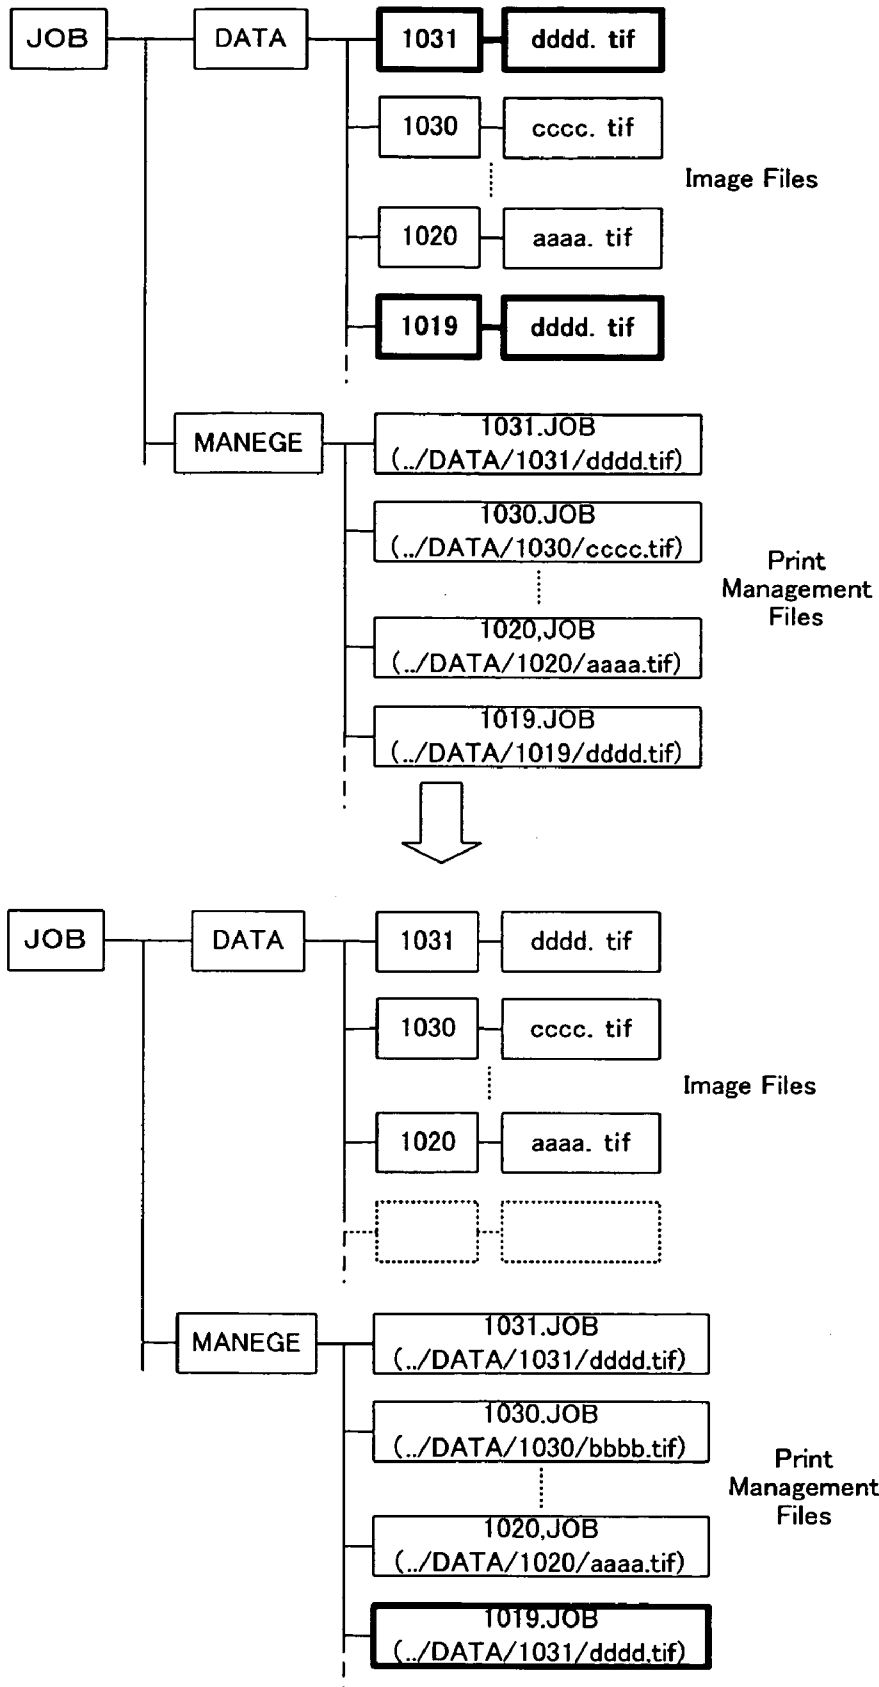 JOB
DATA
1031
dddd. tif
1030
cccc. tif
Image Files
1020
aaaa. tif
1019
dddd. tif
MANEGE
1031.JOB
(../DATA/1031/dddd.tif)
1030.JOB
(../DATA/1030/cccc.tif)
Print
Management
Files
1020,JOB
(../DATA/1020/aaaa.tif)
1019.JOB
(../DATA/1019/dddd.tif)
JOB
DATA
1031
dddd. tif
1030
cccc. tif
Image Files
1020
aaaa. tif
MANEGE
1031.JOB
(../DATA/1031/dddd.tif)
1030.JOB
(../DATA/1030/bbbb.tif)
Print
Management
Files
1020,JOB
(../DATA/1020/aaaa.tif)
1019.JOB
(../DATA/1031/dddd.tif)